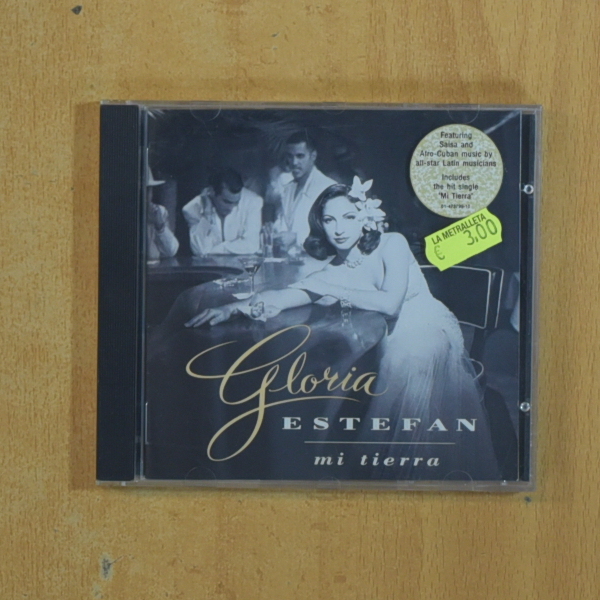 Featuring
Salsa and
Afro-Cuban music by
all-star Latin musicians
Includes
the hit single
"Mi Tierra"
LA METRALLETA
€ 3,00
Gloria
ESTEFAN
mi tierra